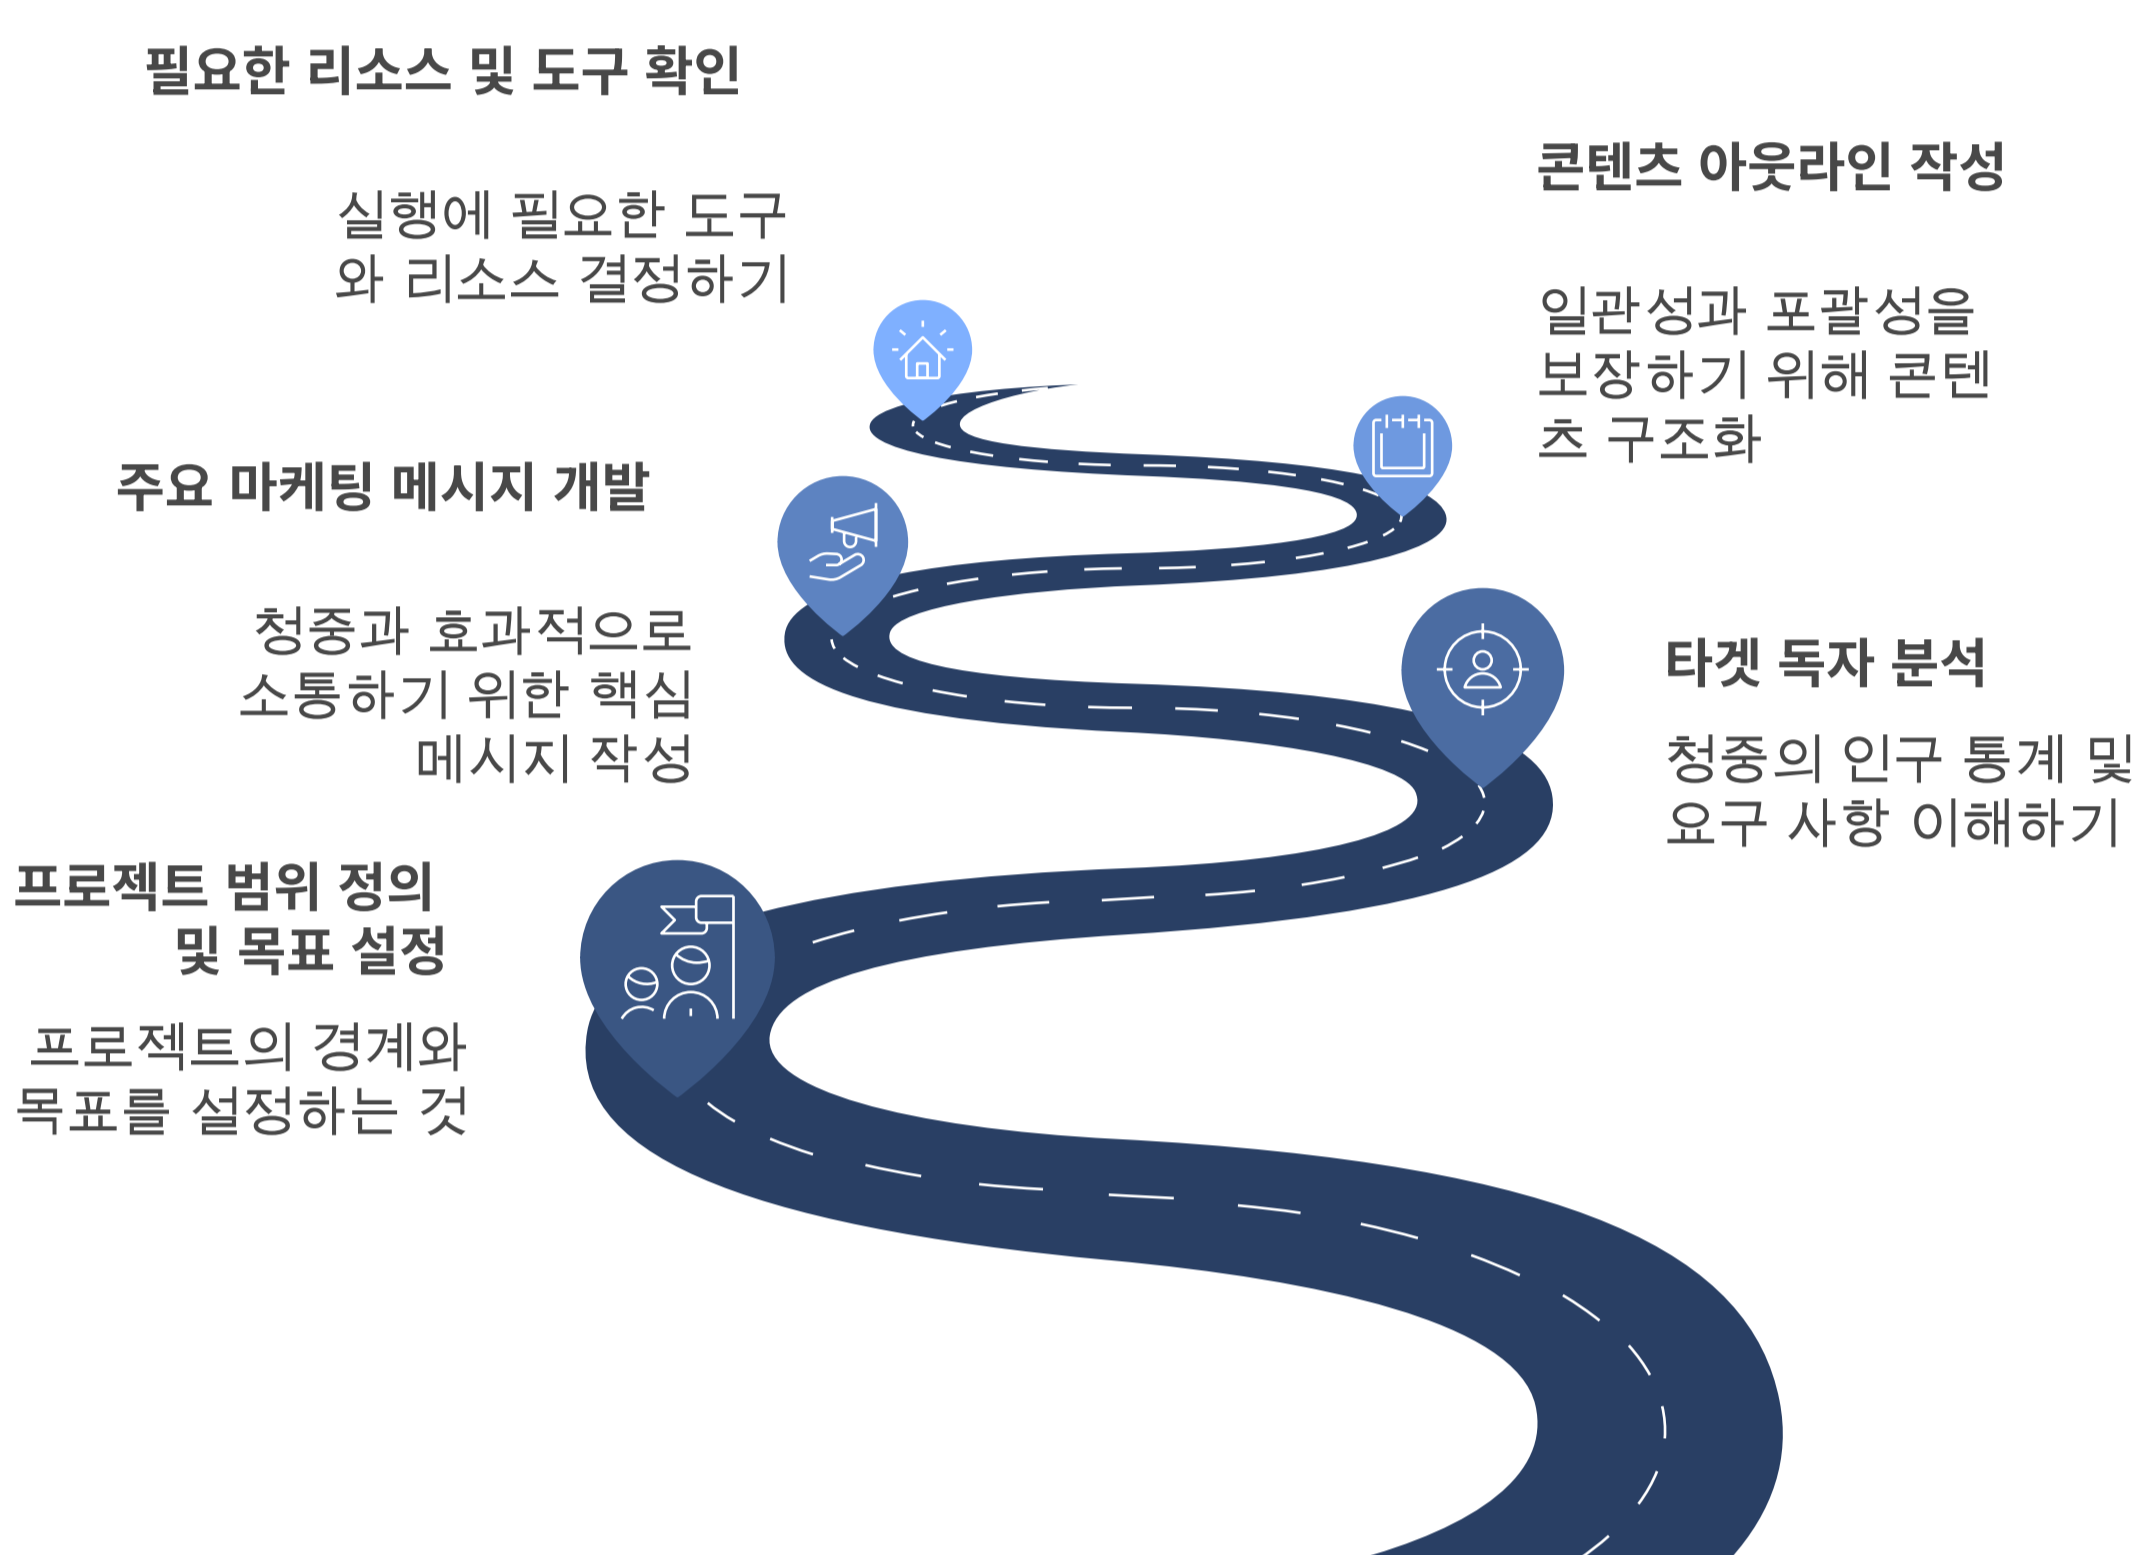 필요한 리소스 및 도구 확인
실행에 필요한 도구
와 리소스 결정하기
콘텐츠 아웃라인 작성
일관성과 포괄성을
보장하기 위해 콘텐
츠 구조화
주요 마케팅 메시지 개발
청중과 효과적으로
소통하기 위한 핵심
메시지 작성
타겟 독자 분석
청중의 인구 통계 및
요구 사항 이해하기
프로젝트 범위 정의
및 목표 설정
프로젝트의 경계와
목표를 설정하는 것